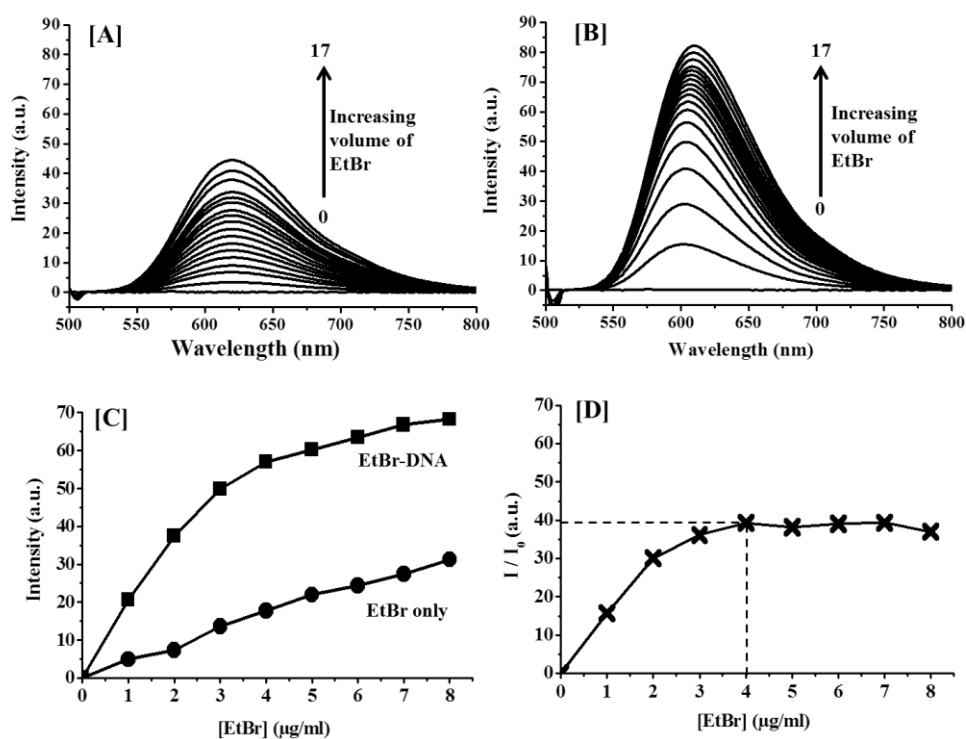 [A]
90
80
70
60
50
40
30
20
10
0
Intensity (a.u.)
17
Increasing
volume of
EtBr
0
500 550 600 650 700 750 800
Wavelength (nm)
[B]
90
80
70
60
50
40
30
20
10
0
Intensity (a.u.)
17
Increasing
volume of
EtBr
0
500 550 600 650 700 750 800
Wavelength (nm)
[C]
70
60
50
40
30
20
10
0
Intensity (a.u.)
EtBr-DNA
EtBr only
0 1 2 3 4 5 6 7 8
[EtBr] (µg/ml)
[D]
70
60
50
40
30
20
10
0
I / I₀ (a.u.)
0 1 2 3 4 5 6 7 8
[EtBr] (µg/ml)